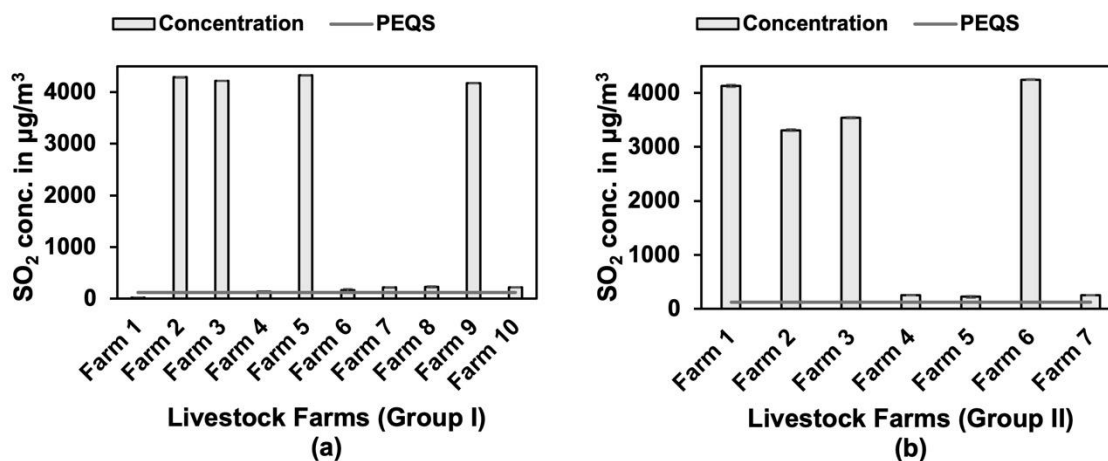 Concentration PEQS
SO2 conc. in µg/m³
4000
3000
2000
1000
0
Farm 1
Farm 2
Farm 3
Farm 4
Farm 5
Farm 6
Farm 7
Farm 8
Farm 9
Farm 10
Livestock Farms (Group I)
(a)
Concentration PEQS
SO2 conc. in µg/m³
4000
3000
2000
1000
0
Farm 1
Farm 2
Farm 3
Farm 4
Farm 5
Farm 6
Farm 7
Livestock Farms (Group II)
(b)